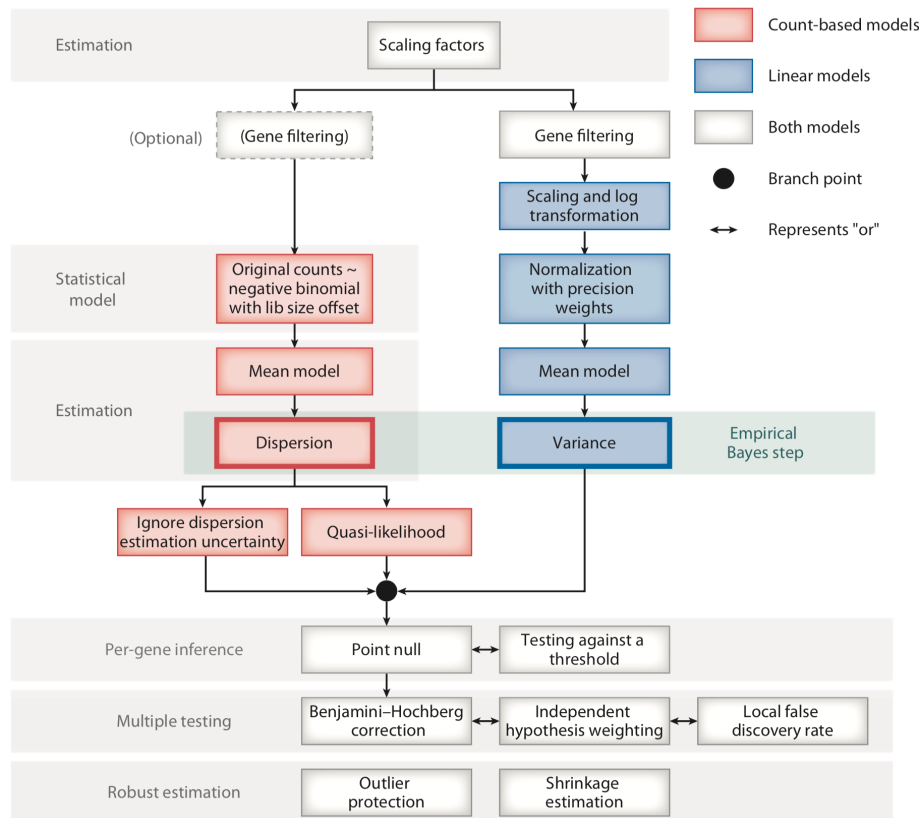 Estimation
Scaling factors
Count-based models
Linear models
Both models
Branch point
Represents "or"
(Optional)
(Gene filtering)
Gene filtering
Scaling and log
transformation
Statistical
model
Original counts ~
negative binomial
with lib size offset
Normalization
with precision
weights
Estimation
Mean model
Mean model
Dispersion
Variance
Empirical
Bayes step
Ignore dispersion
estimation uncertainty
Quasi-likelihood
Per-gene inference
Point null
Testing against a
threshold
Multiple testing
Benjamini–Hochberg
correction
Independent
hypothesis weighting
Local false
discovery rate
Robust estimation
Outlier
protection
Shrinkage
estimation